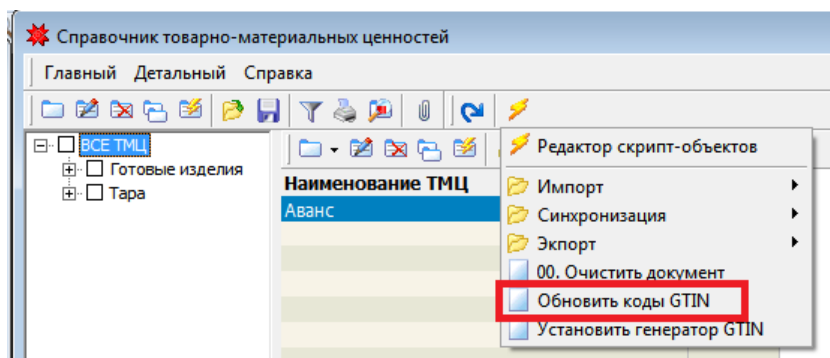 Справочник товарно-материальных ценностей
Главный Детальный Справка
ВСЕ ТМЦ
Готовые изделия
Тара
Наименование ТМЦ
Аванс
Редактор скрипт-объектов
Импорт
Синхронизация
Экспорт
00. Очистить документ
Обновить коды GTIN
Установить генератор GTIN